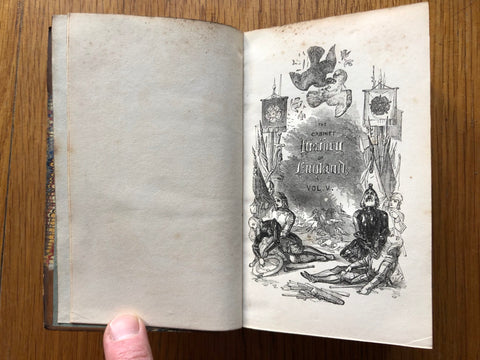 THE
CABINET
History
OF
England
VOL. V.